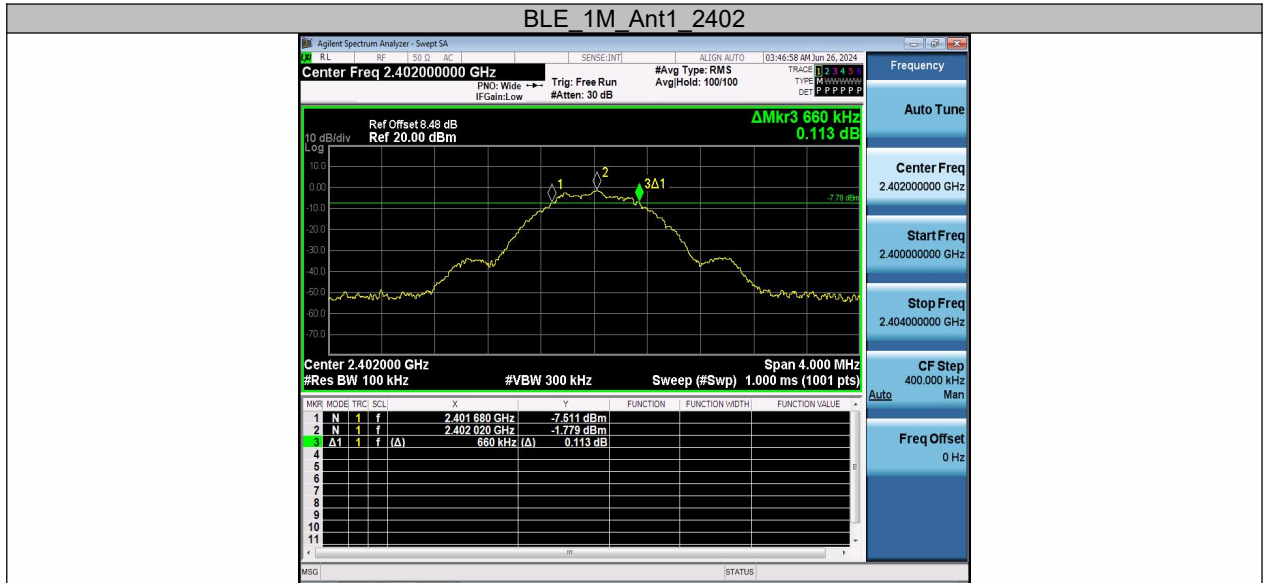 BLE_1M_Ant1_2402
Agilent Spectrum Analyzer - Swept SA
RL RF 50 Ω AC SENSE:INT ALIGN AUTO 03:46:58 AM Jun 26, 2024
Center Freq 2.402000000 GHz #Avg Type: RMS TRACE 1 2 3 4 5 6
PNO: Wide Trig: Free Run Avg|Hold: 100/100 TYPE M WWWWW
IFGain:Low #Atten: 30 dB DET P P P P P P
ΔMkr3 660 kHz
0.113 dB
Ref Offset 8.48 dB
10 dB/div Ref 20.00 dBm
Log
10.0
0.00
-10.0
-20.0
-30.0
-40.0
-50.0
-60.0
-70.0
1
2
3Δ1
-7.78 dBm
Center 2.402000 GHz Span 4.000 MHz
#Res BW 100 kHz #VBW 300 kHz Sweep (#Swp) 1.000 ms (1001 pts)
MKR MODE TRC SCL X Y FUNCTION FUNCTION WIDTH FUNCTION VALUE
1 N 1 f 2.401 680 GHz -7.511 dBm
2 N 1 f 2.402 020 GHz -1.779 dBm
3 Δ1 1 f (Δ) 660 kHz (Δ) 0.113 dB
4
5
6
7
8
9
10
11
MSG STATUS
Frequency
Auto Tune
Center Freq
2.402000000 GHz
Start Freq
2.400000000 GHz
Stop Freq
2.404000000 GHz
CF Step
400.000 kHz
Auto Man
Freq Offset
0 Hz